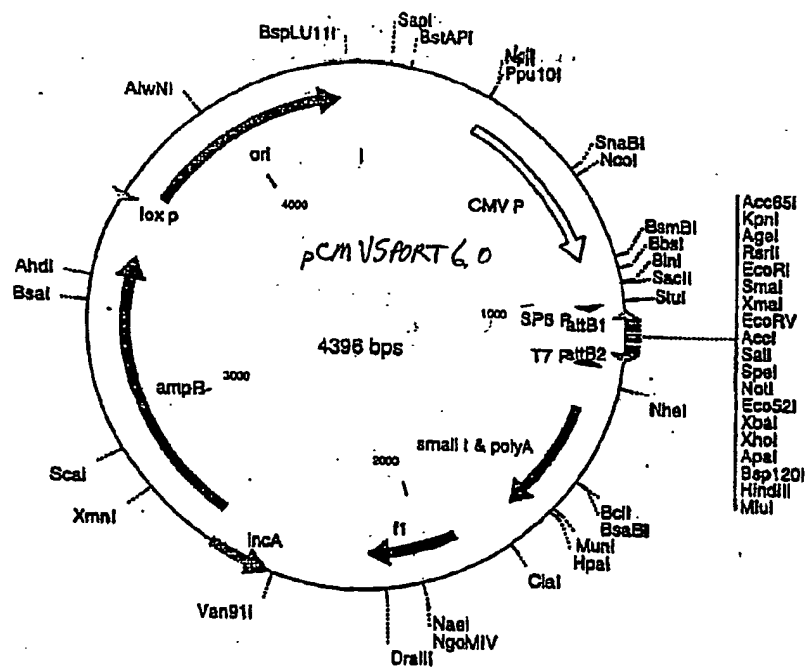 BspLU11I
SapI
BstAPI
Ppu10I
AlwNI
SnaBI
NcoI
ori
I
lox p
4000
CMV P
pCMVSPORT 6.0
BsmBI
BbsI
BlnI
SacII
StuI
AhdI
BsaI
1000
SP6 P
attB1
4396 bps
T7 P
attB2
Acc65I
KpnI
AgeI
RsrII
EcoRI
SmaI
XmaI
EcoRV
AccI
SalI
SpeI
NotI
Eco52I
XbaI
XhoI
ApaI
Bsp120I
HindIII
MluI
ampR
3000
NheI
small t & polyA
2000
ScaI
XmnI
f1
BclI
BsaBI
incA
MunI
HpaI
ClaI
Van91I
NaeI
NgoMIV
DraIII